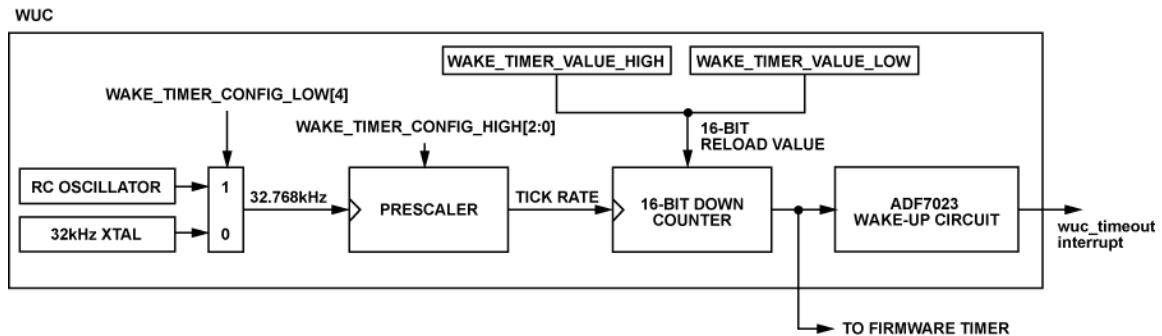 WUC
WAKE_TIMER_VALUE_HIGH
WAKE_TIMER_VALUE_LOW
WAKE_TIMER_CONFIG_LOW[4]
WAKE_TIMER_CONFIG_HIGH[2:0]
16-BIT
RELOAD VALUE
RC OSCILLATOR
1
32.768kHz
PRESCALER
TICK RATE
16-BIT DOWN
COUNTER
ADF7023
WAKE-UP CIRCUIT
32kHz XTAL
0
wuc_timeout
interrupt
TO FIRMWARE TIMER